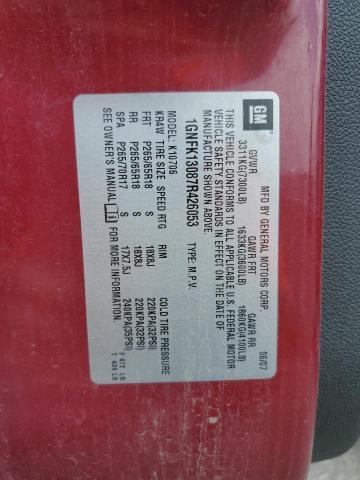 GM
MFD BY GENERAL MOTORS CORP. 06/07
GVWR GAWR FRT GAWR RR
3311KG(7300LB) 1633KG(3600LB) 1860KG(4100LB)
THIS VEHICLE CONFORMS TO ALL APPLICABLE U.S. FEDERAL MOTOR
VEHICLE SAFETY STANDARDS IN EFFECT ON THE DATE OF
MANUFACTURE SHOWN ABOVE.
1GNFK13087R426053 TYPE: M.P.V.
MODEL: K10706
KR4W TIRE SIZE SPEED RTG RIM COLD TIRE PRESSURE
FRT P265/65R18 S 18X8J 220KPA(32PSI)
RR P265/65R18 S 18X8J 220KPA(32PSI)
SPA P265/70R17 S 17X7.5J 240KPA(35PSI)
SEE OWNER'S MANUAL FOR MORE INFORMATION.
F 472 LB
T 424 LB